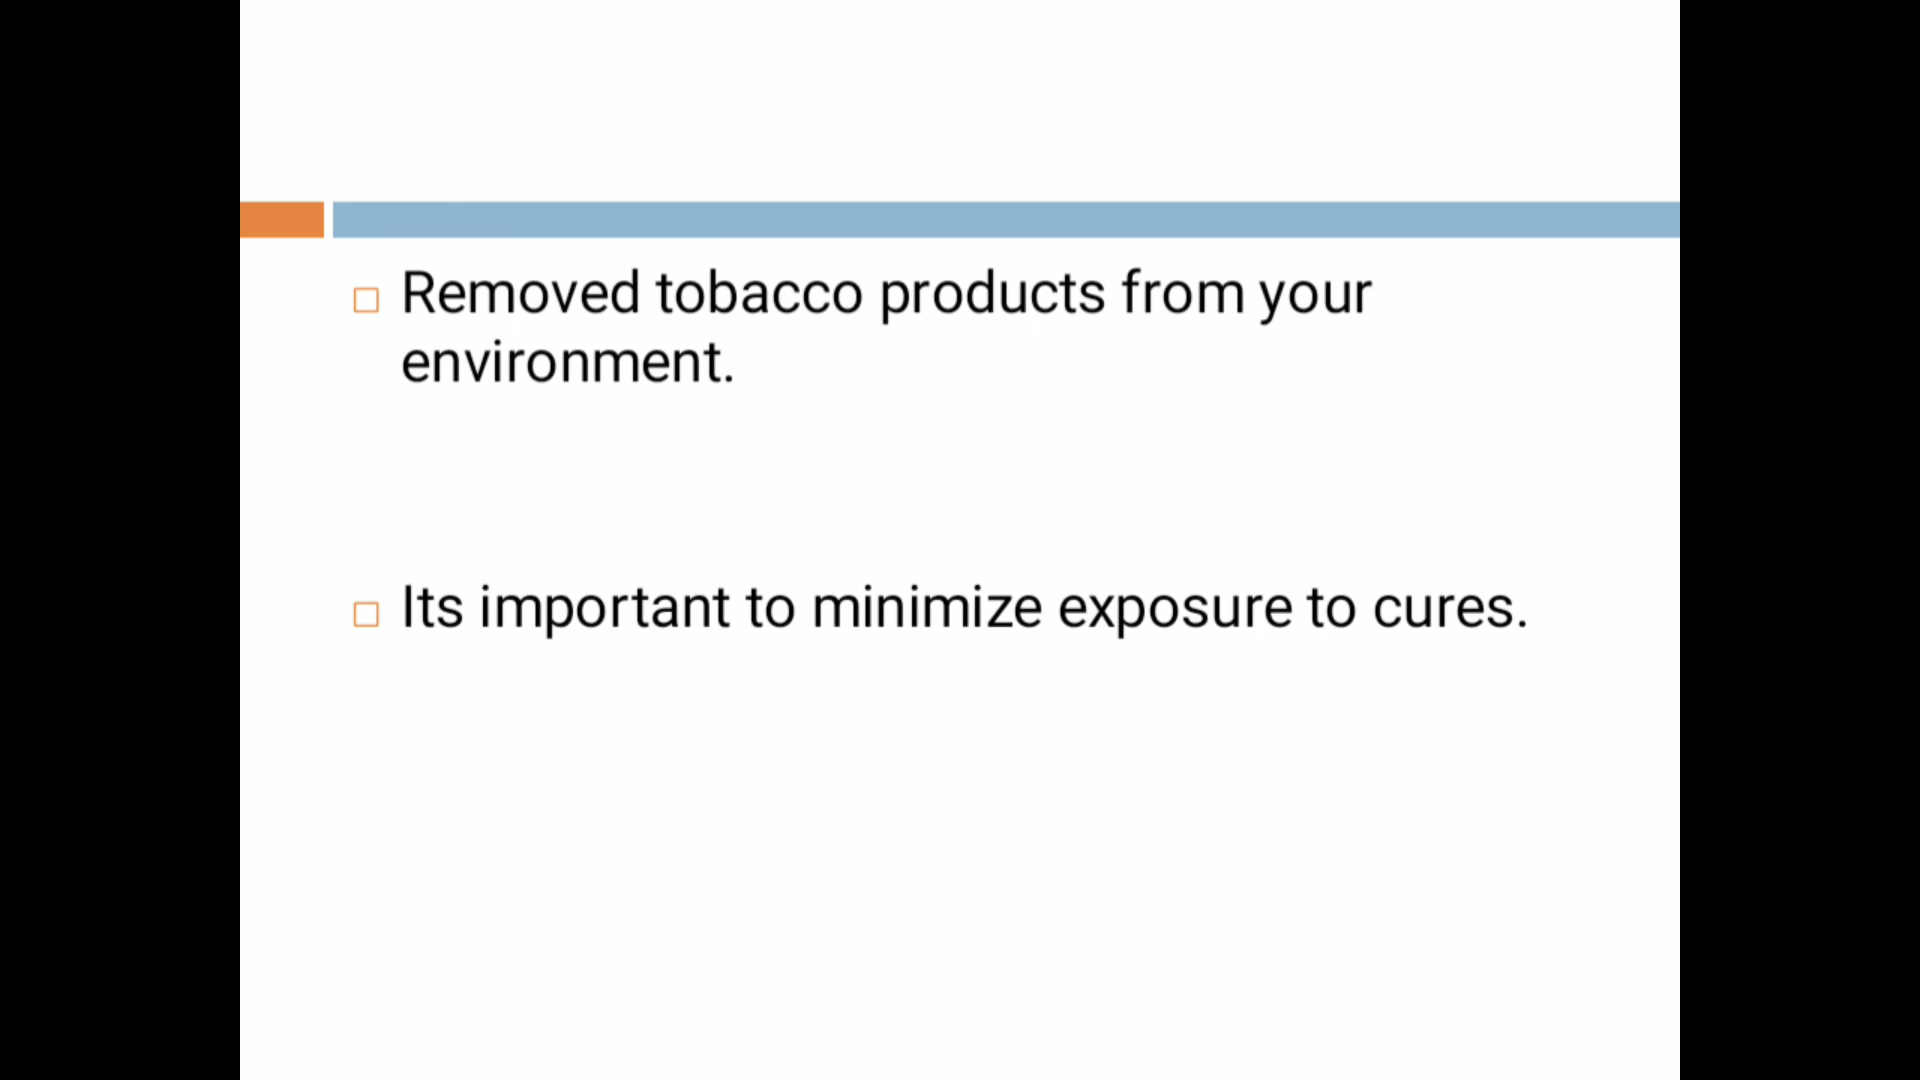 Removed tobacco products from your
environment.
Its important to minimize exposure to cures.